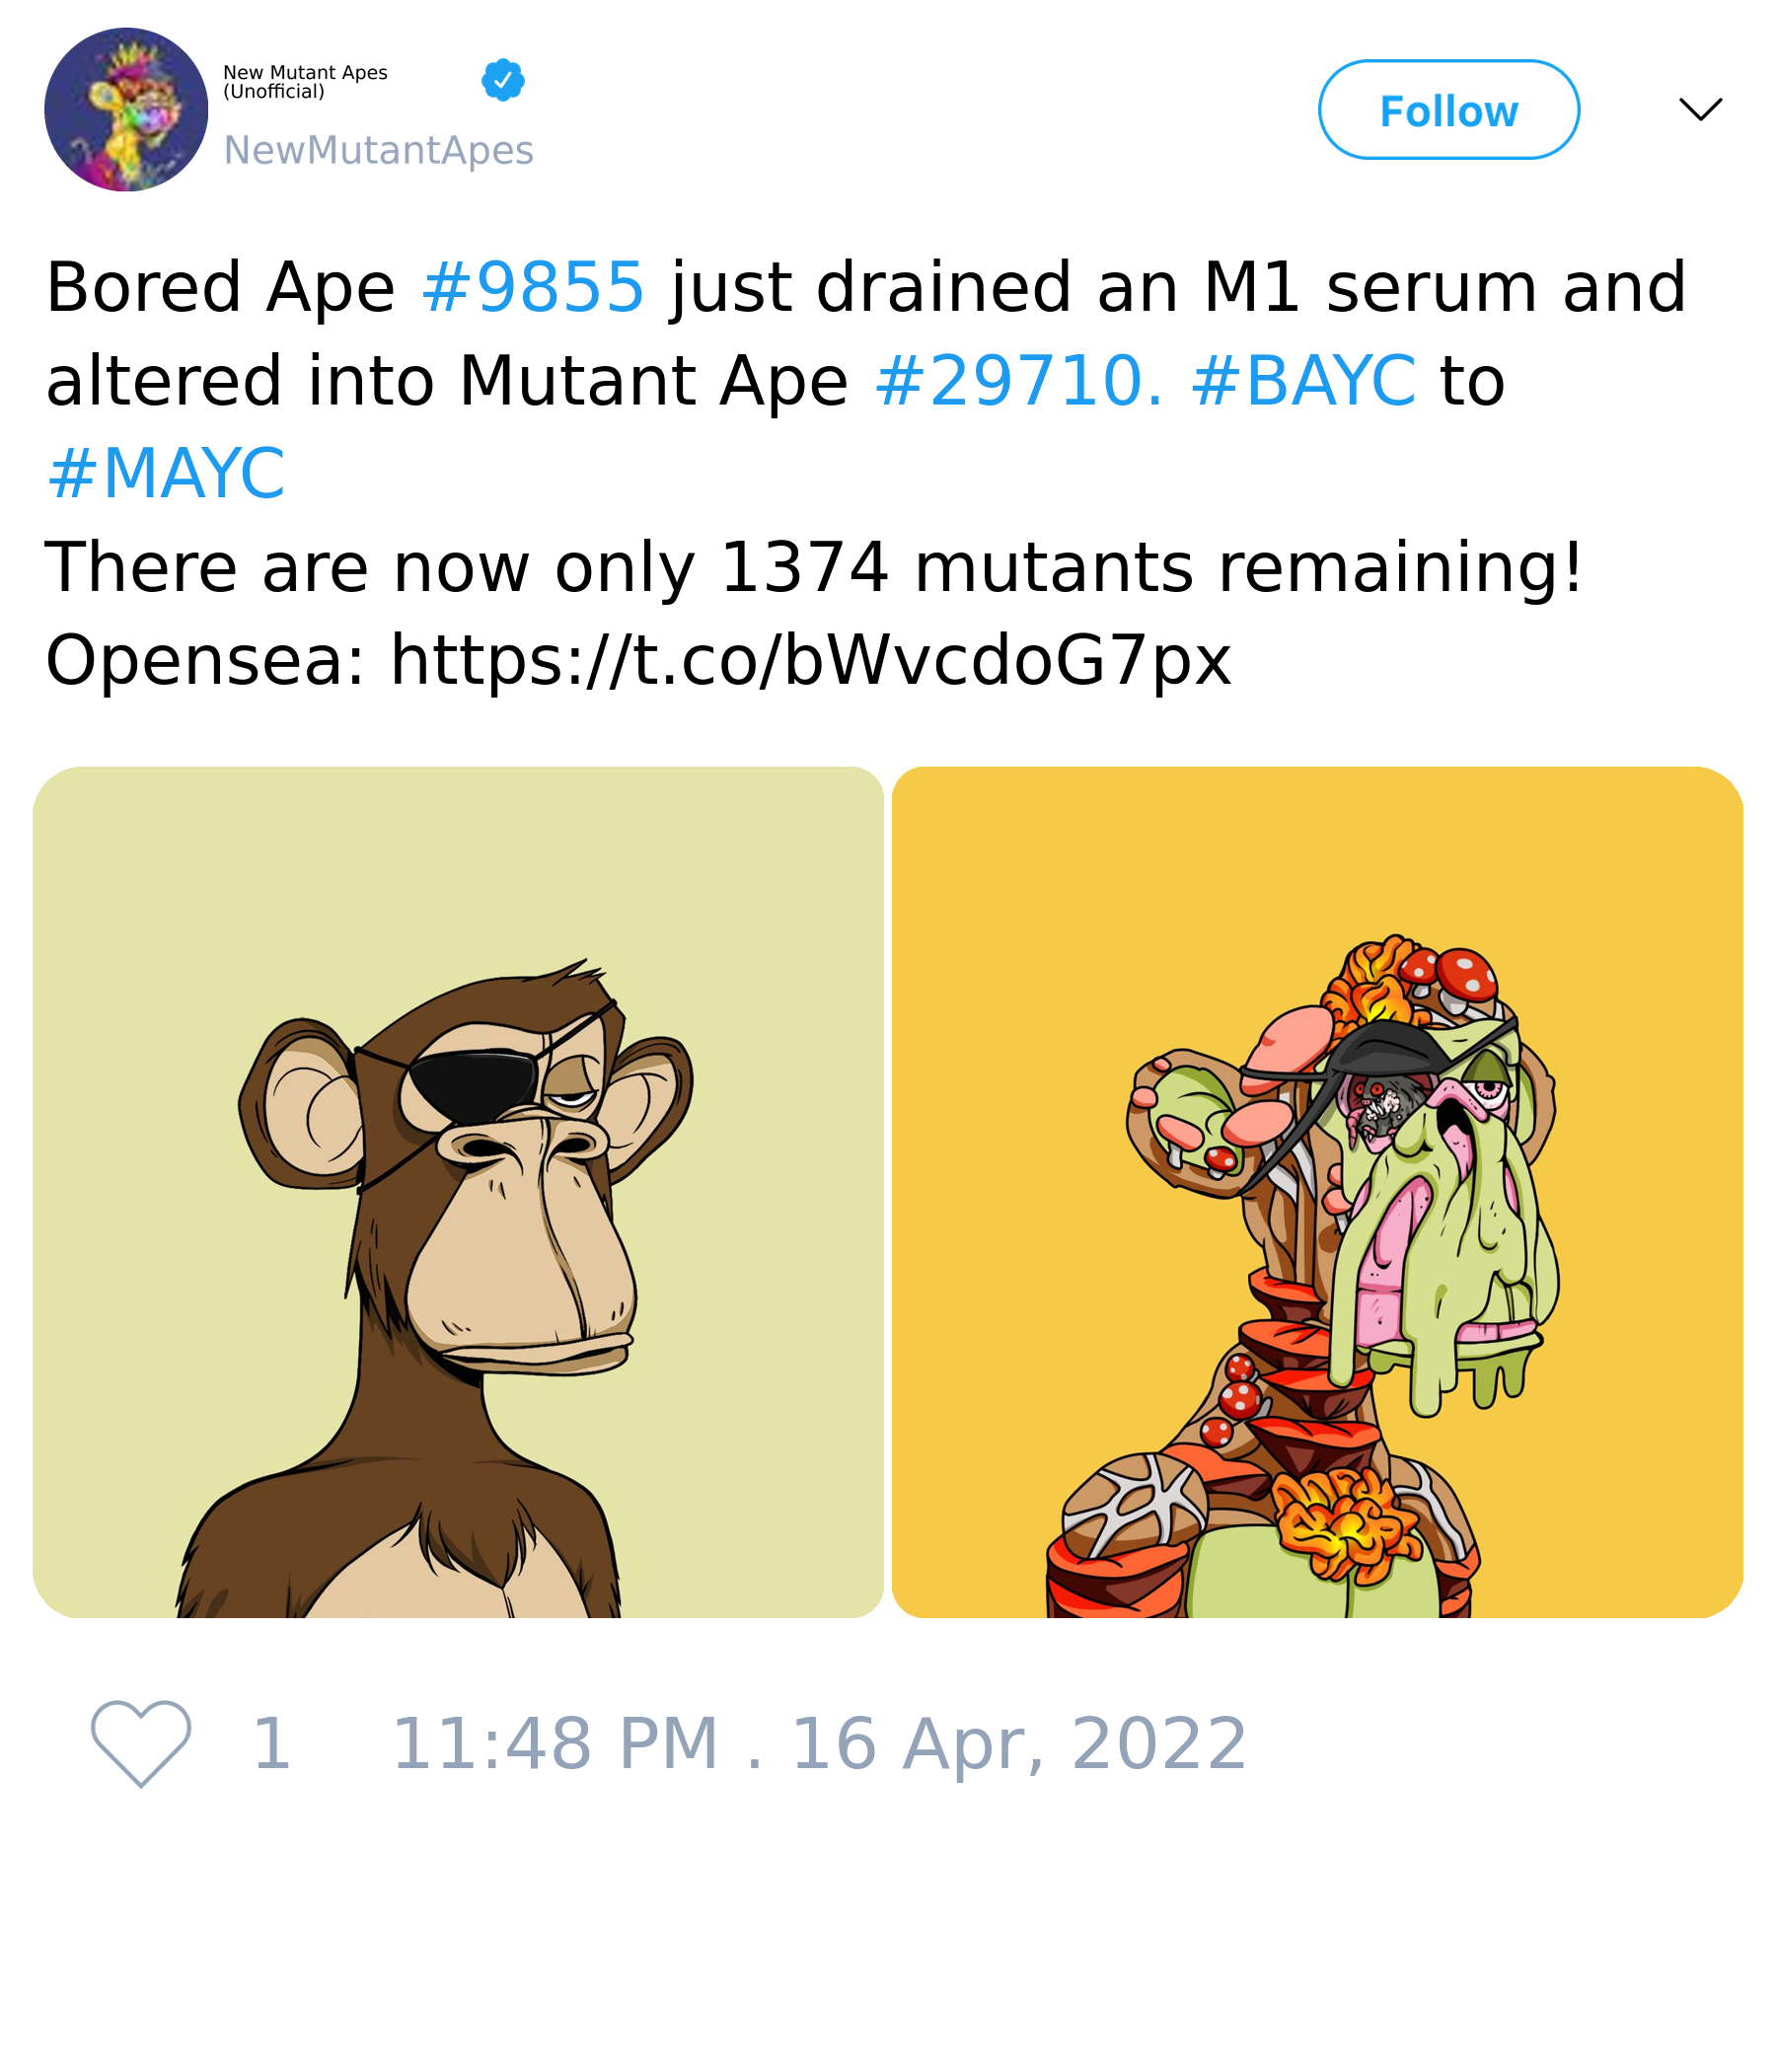 New Mutant Apes
(Unofficial)
NewMutantApes
Follow
Bored Ape #9855 just drained an M1 serum and
altered into Mutant Ape #29710. #BAYC to
#MAYC
There are now only 1374 mutants remaining!
Opensea: https://t.co/bWvcdoG7px
1 11:48 PM . 16 Apr, 2022